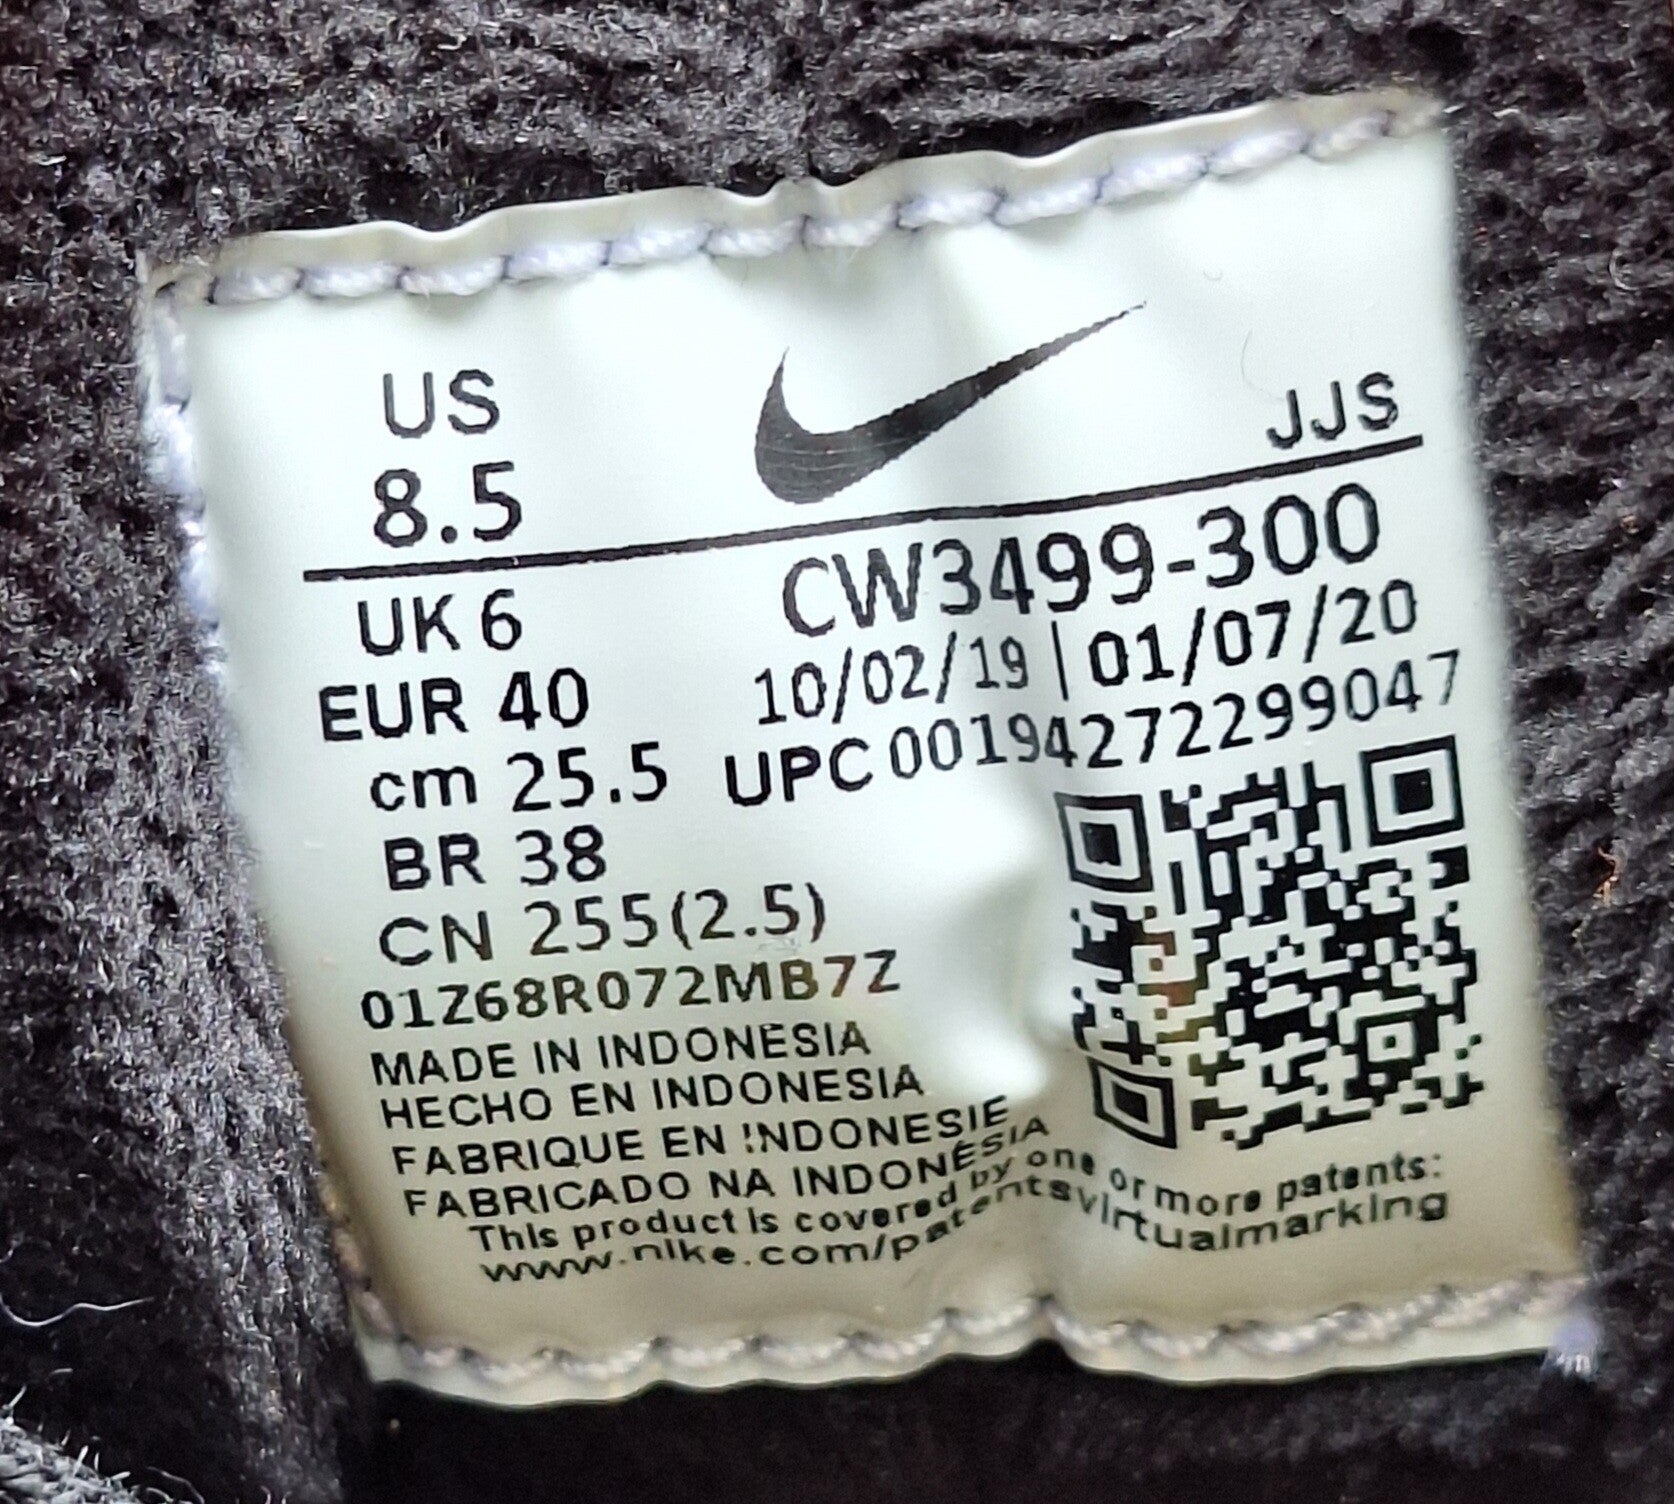 US
8.5
JJS
UK 6
EUR 40
cm 25.5
BR 38
CN 255(2.5)
CW3499-300
10/02/19 | 01/07/20
UPC 00194272299047
01Z68R072MB7Z
MADE IN INDONESIA
HECHO EN INDONESIA
FABRIQUE EN INDONESIE
FABRICADO NA INDONÉSIA
This product is covered by one or more patents:
www.nike.com/patentsvirtualmarking